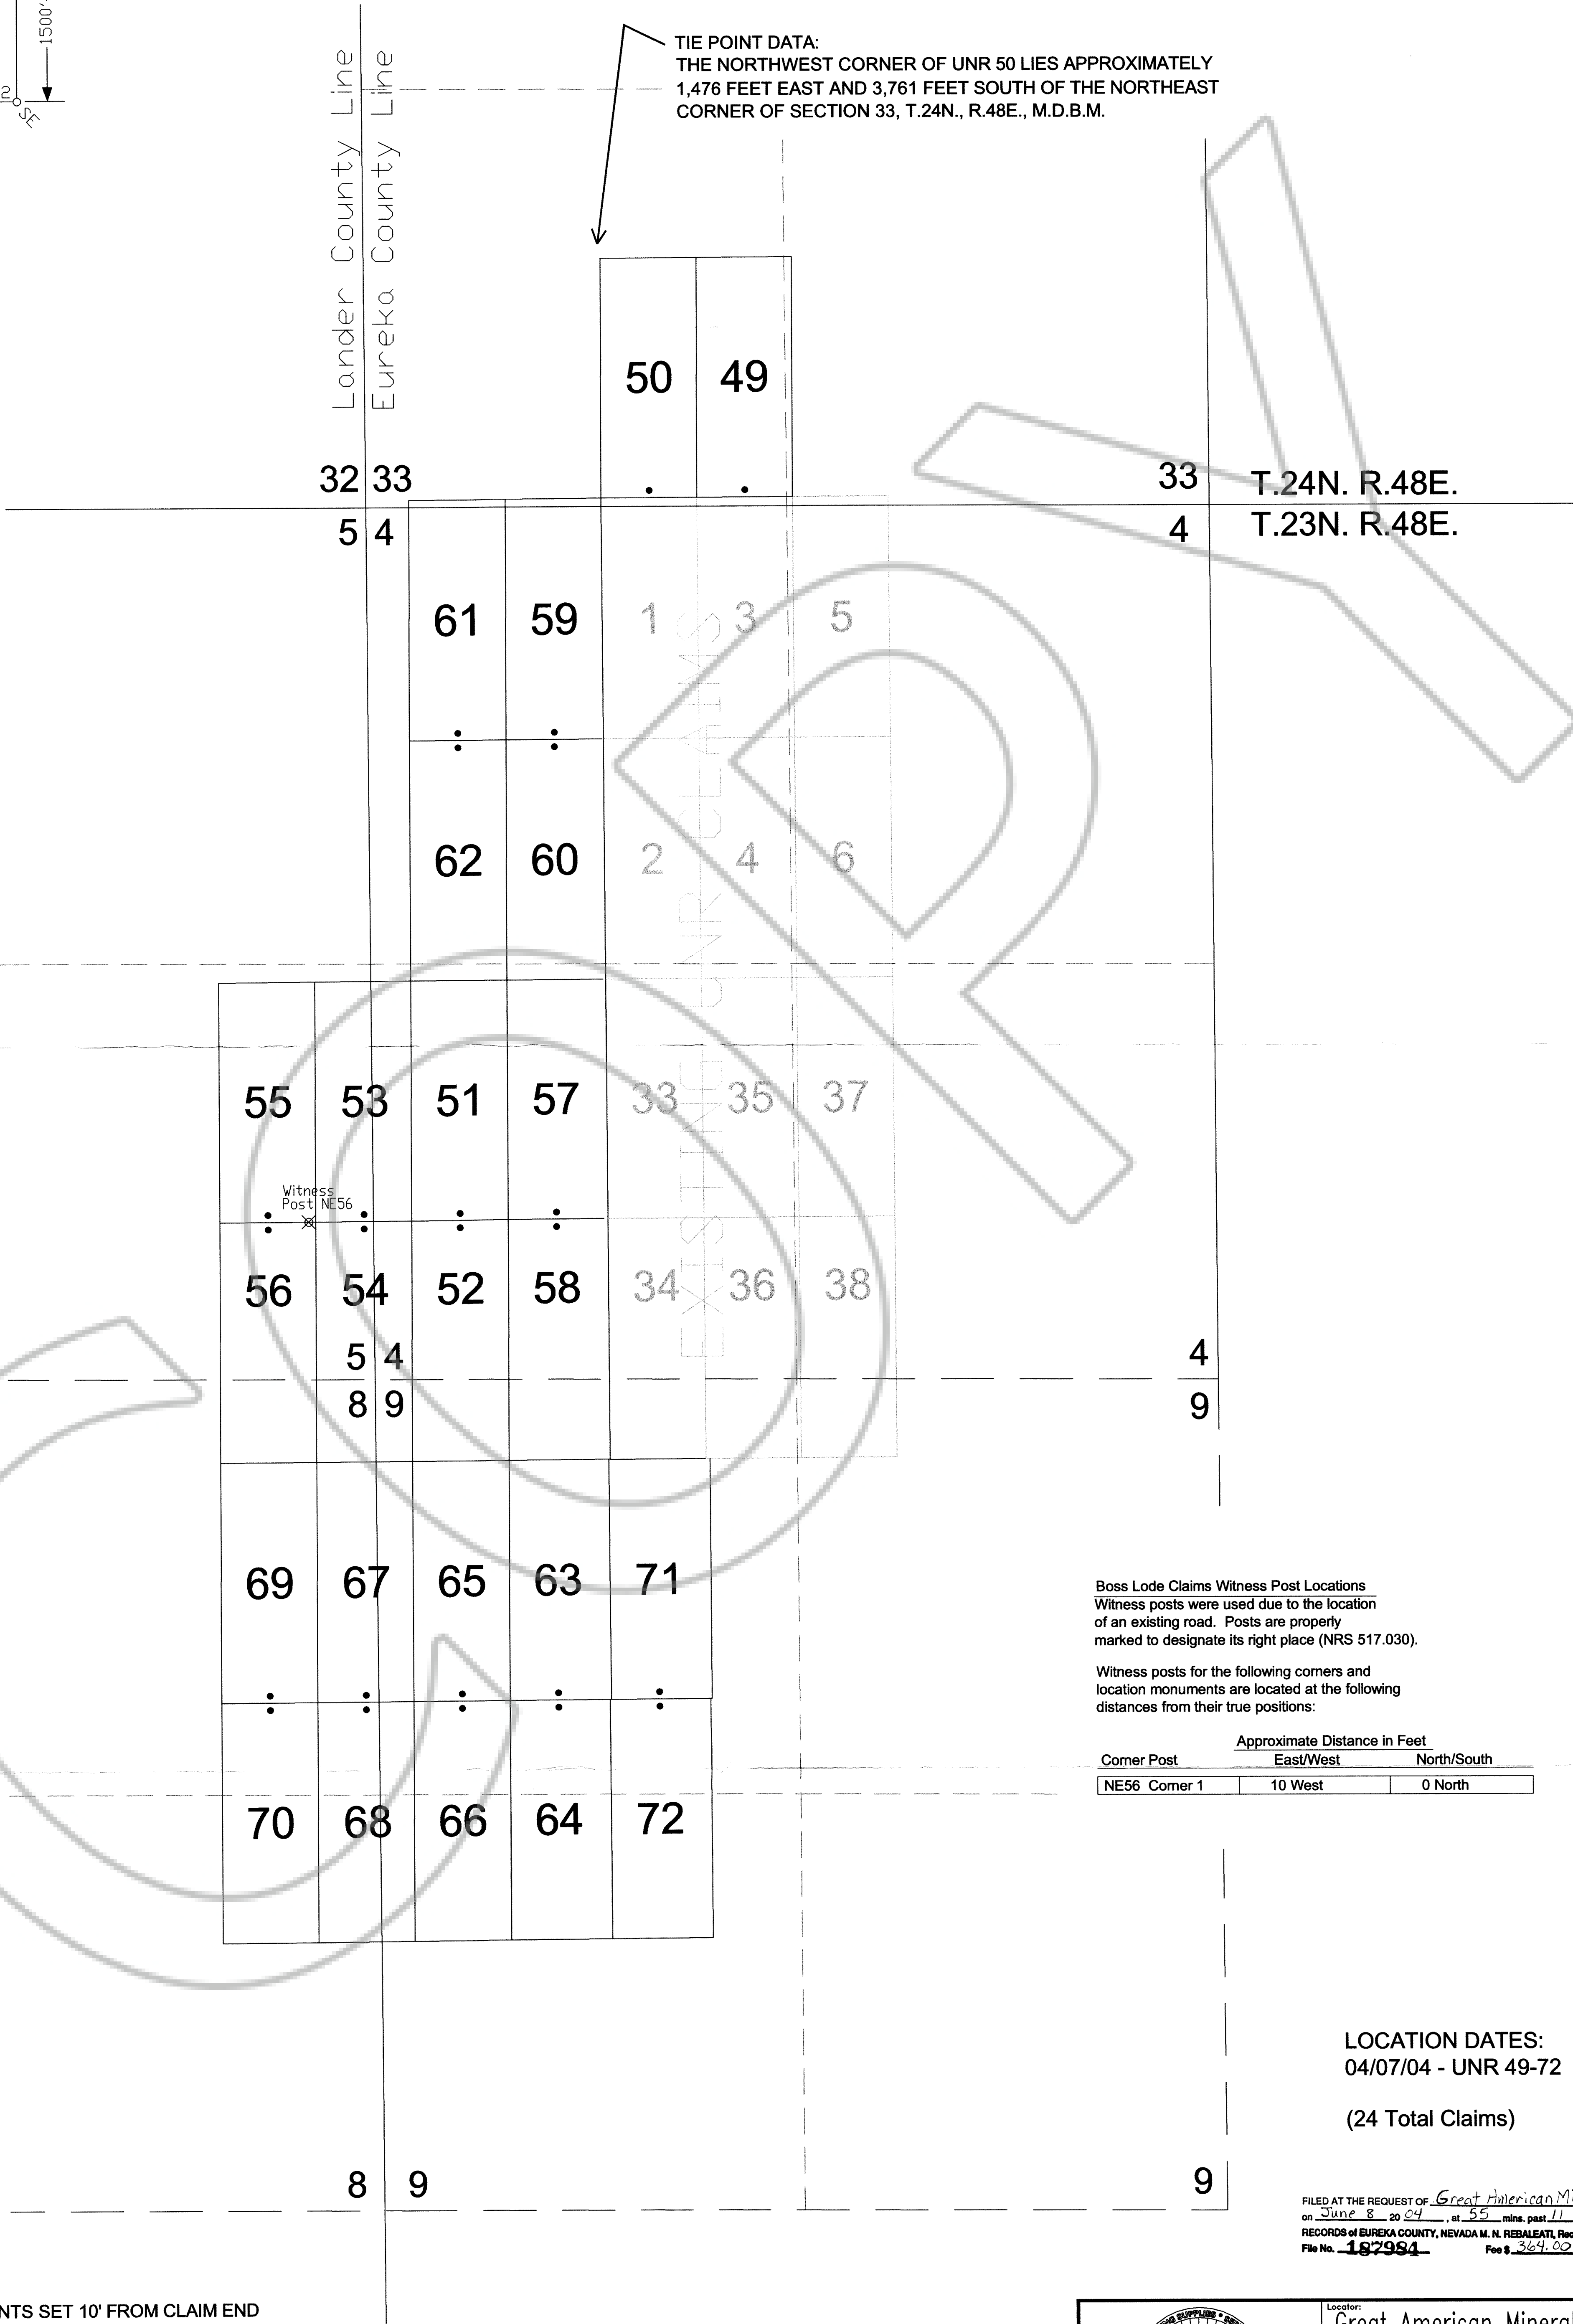 1500'
2
SE
Lander County Line
Eureka County Line
TIE POINT DATA:
THE NORTHWEST CORNER OF UNR 50 LIES APPROXIMATELY
1,476 FEET EAST AND 3,761 FEET SOUTH OF THE NORTHEAST
CORNER OF SECTION 33, T.24N., R.48E., M.D.B.M.
50 49
32 33
33 T.24N. R.48E.
5 4
4 T.23N. R.48E.
61 59 1 3 5
62 60 2 4 6
EXISTING UNR CLAIMS
55 53 51 57 33 35 37
Witness
Post NE56
56 54 52 58 34 36 38
5 4
4
8 9
9
69 67 65 63 71
70 68 66 64 72
Boss Lode Claims Witness Post Locations
Witness posts were used due to the location
of an existing road. Posts are properly
marked to designate its right place (NRS 517.030).
Witness posts for the following corners and
location monuments are located at the following
distances from their true positions:
Approximate Distance in Feet
Corner Post East/West North/South
NE56 Corner 1 10 West 0 North
LOCATION DATES:
04/07/04 - UNR 49-72
(24 Total Claims)
8 9
9
FILED AT THE REQUEST OF Great American
on June 8 20 04, at 55 mins. past 11
RECORDS of EUREKA COUNTY, NEVADA M. N. REBALEATI,
File No. 187984 Fee $ 364.00
SET 10' FROM CLAIM END
SUPPLIES
Locator:
Great American
COPY